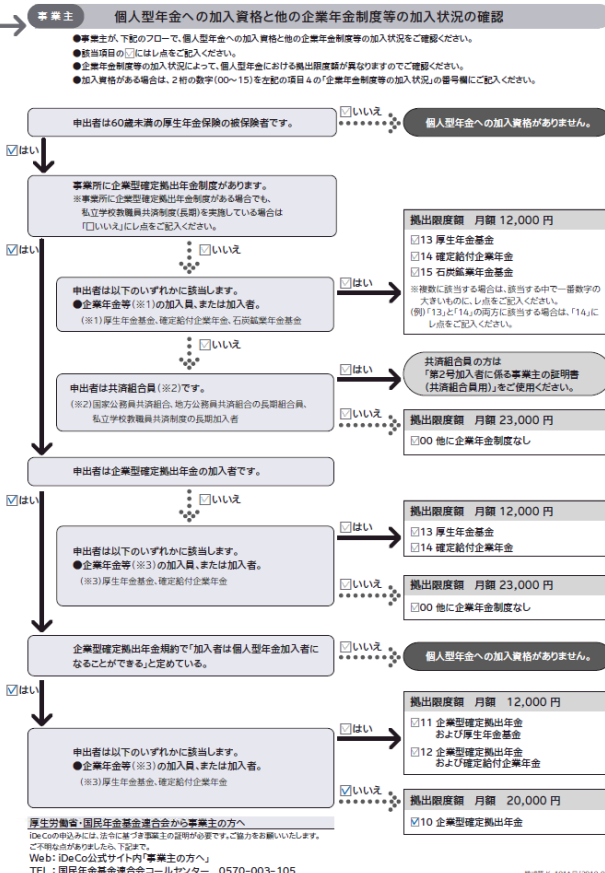 事業主 個人型年金への加入資格と他の企業年金制度等の加入状況の確認
●事業主が、下記のフローで、個人型年金への加入資格と他の企業年金制度等の加入状況をご確認ください。
●該当項目の☑にはレ点をご記入ください。
●企業年金制度等の加入状況によって、個人型年金における拠出限度額が異なりますのでご確認ください。
●加入資格がある場合は、2桁の数字(00〜15)を左記の項目4の「企業年金制度等の加入状況」の番号欄にご記入ください。
申出者は60歳未満の厚生年金保険の被保険者です。
☑いいえ
個人型年金への加入資格がありません。
☑はい
事業所に企業型確定拠出年金制度があります。
※事業所に企業型確定拠出年金制度がある場合でも、
私立学校教職員共済制度(長期)を実施している場合は
「□いいえ」にレ点をご記入ください。
☑はい
☑いいえ
申出者は以下のいずれかに該当します。
●企業年金等(※1)の加入員、または加入者。
(※1)厚生年金基金、確定給付企業年金、石炭鉱業年金基金
☑はい
拠出限度額 月額 12,000 円
☑13 厚生年金基金
☑14 確定給付企業年金
☑15 石炭鉱業年金基金
※複数に該当する場合は、該当する中で一番数字の
大きいものに、レ点をご記入ください。
(例)「13」と「14」の両方に該当する場合は、「14」に
レ点をご記入ください。
☑いいえ
申出者は共済組合員(※2)です。
(※2)国家公務員共済組合、地方公務員共済組合の長期組合員、
私立学校教職員共済制度の長期加入者
☑はい
共済組合員の方は
「第2号加入者に係る事業主の証明書
(共済組合員用)」をご使用ください。
☑いいえ
拠出限度額 月額 23,000 円
☑00 他に企業年金制度なし
申出者は企業型確定拠出年金の加入者です。
☑はい
☑いいえ
申出者は以下のいずれかに該当します。
●企業年金等(※3)の加入員、または加入者。
(※3)厚生年金基金、確定給付企業年金
☑はい
拠出限度額 月額 12,000 円
☑13 厚生年金基金
☑14 確定給付企業年金
☑いいえ
拠出限度額 月額 23,000 円
☑00 他に企業年金制度なし
企業型確定拠出年金規約で「加入者は個人型年金加入者に
なることができる」と定めている。
☑いいえ
個人型年金への加入資格がありません。
☑はい
申出者は以下のいずれかに該当します。
●企業年金等(※3)の加入員、または加入者。
(※3)厚生年金基金、確定給付企業年金
☑はい
拠出限度額 月額 12,000 円
☑11 企業型確定拠出年金
および厚生年金基金
☑12 企業型確定拠出年金
および確定給付企業年金
☑いいえ
拠出限度額 月額 20,000 円
☑10 企業型確定拠出年金
厚生労働省・国民年金基金連合会から事業主の方へ
iDeCoの申込みには、法令に基づき事業主の証明が必要です。ご協力をお願いいたします。
ご不明な点がありましたら、下記まで。
Web:iDeCo公式サイト内「事業主の方へ」
TEL:国民年金基金連合会コールセンター 0570-003-105